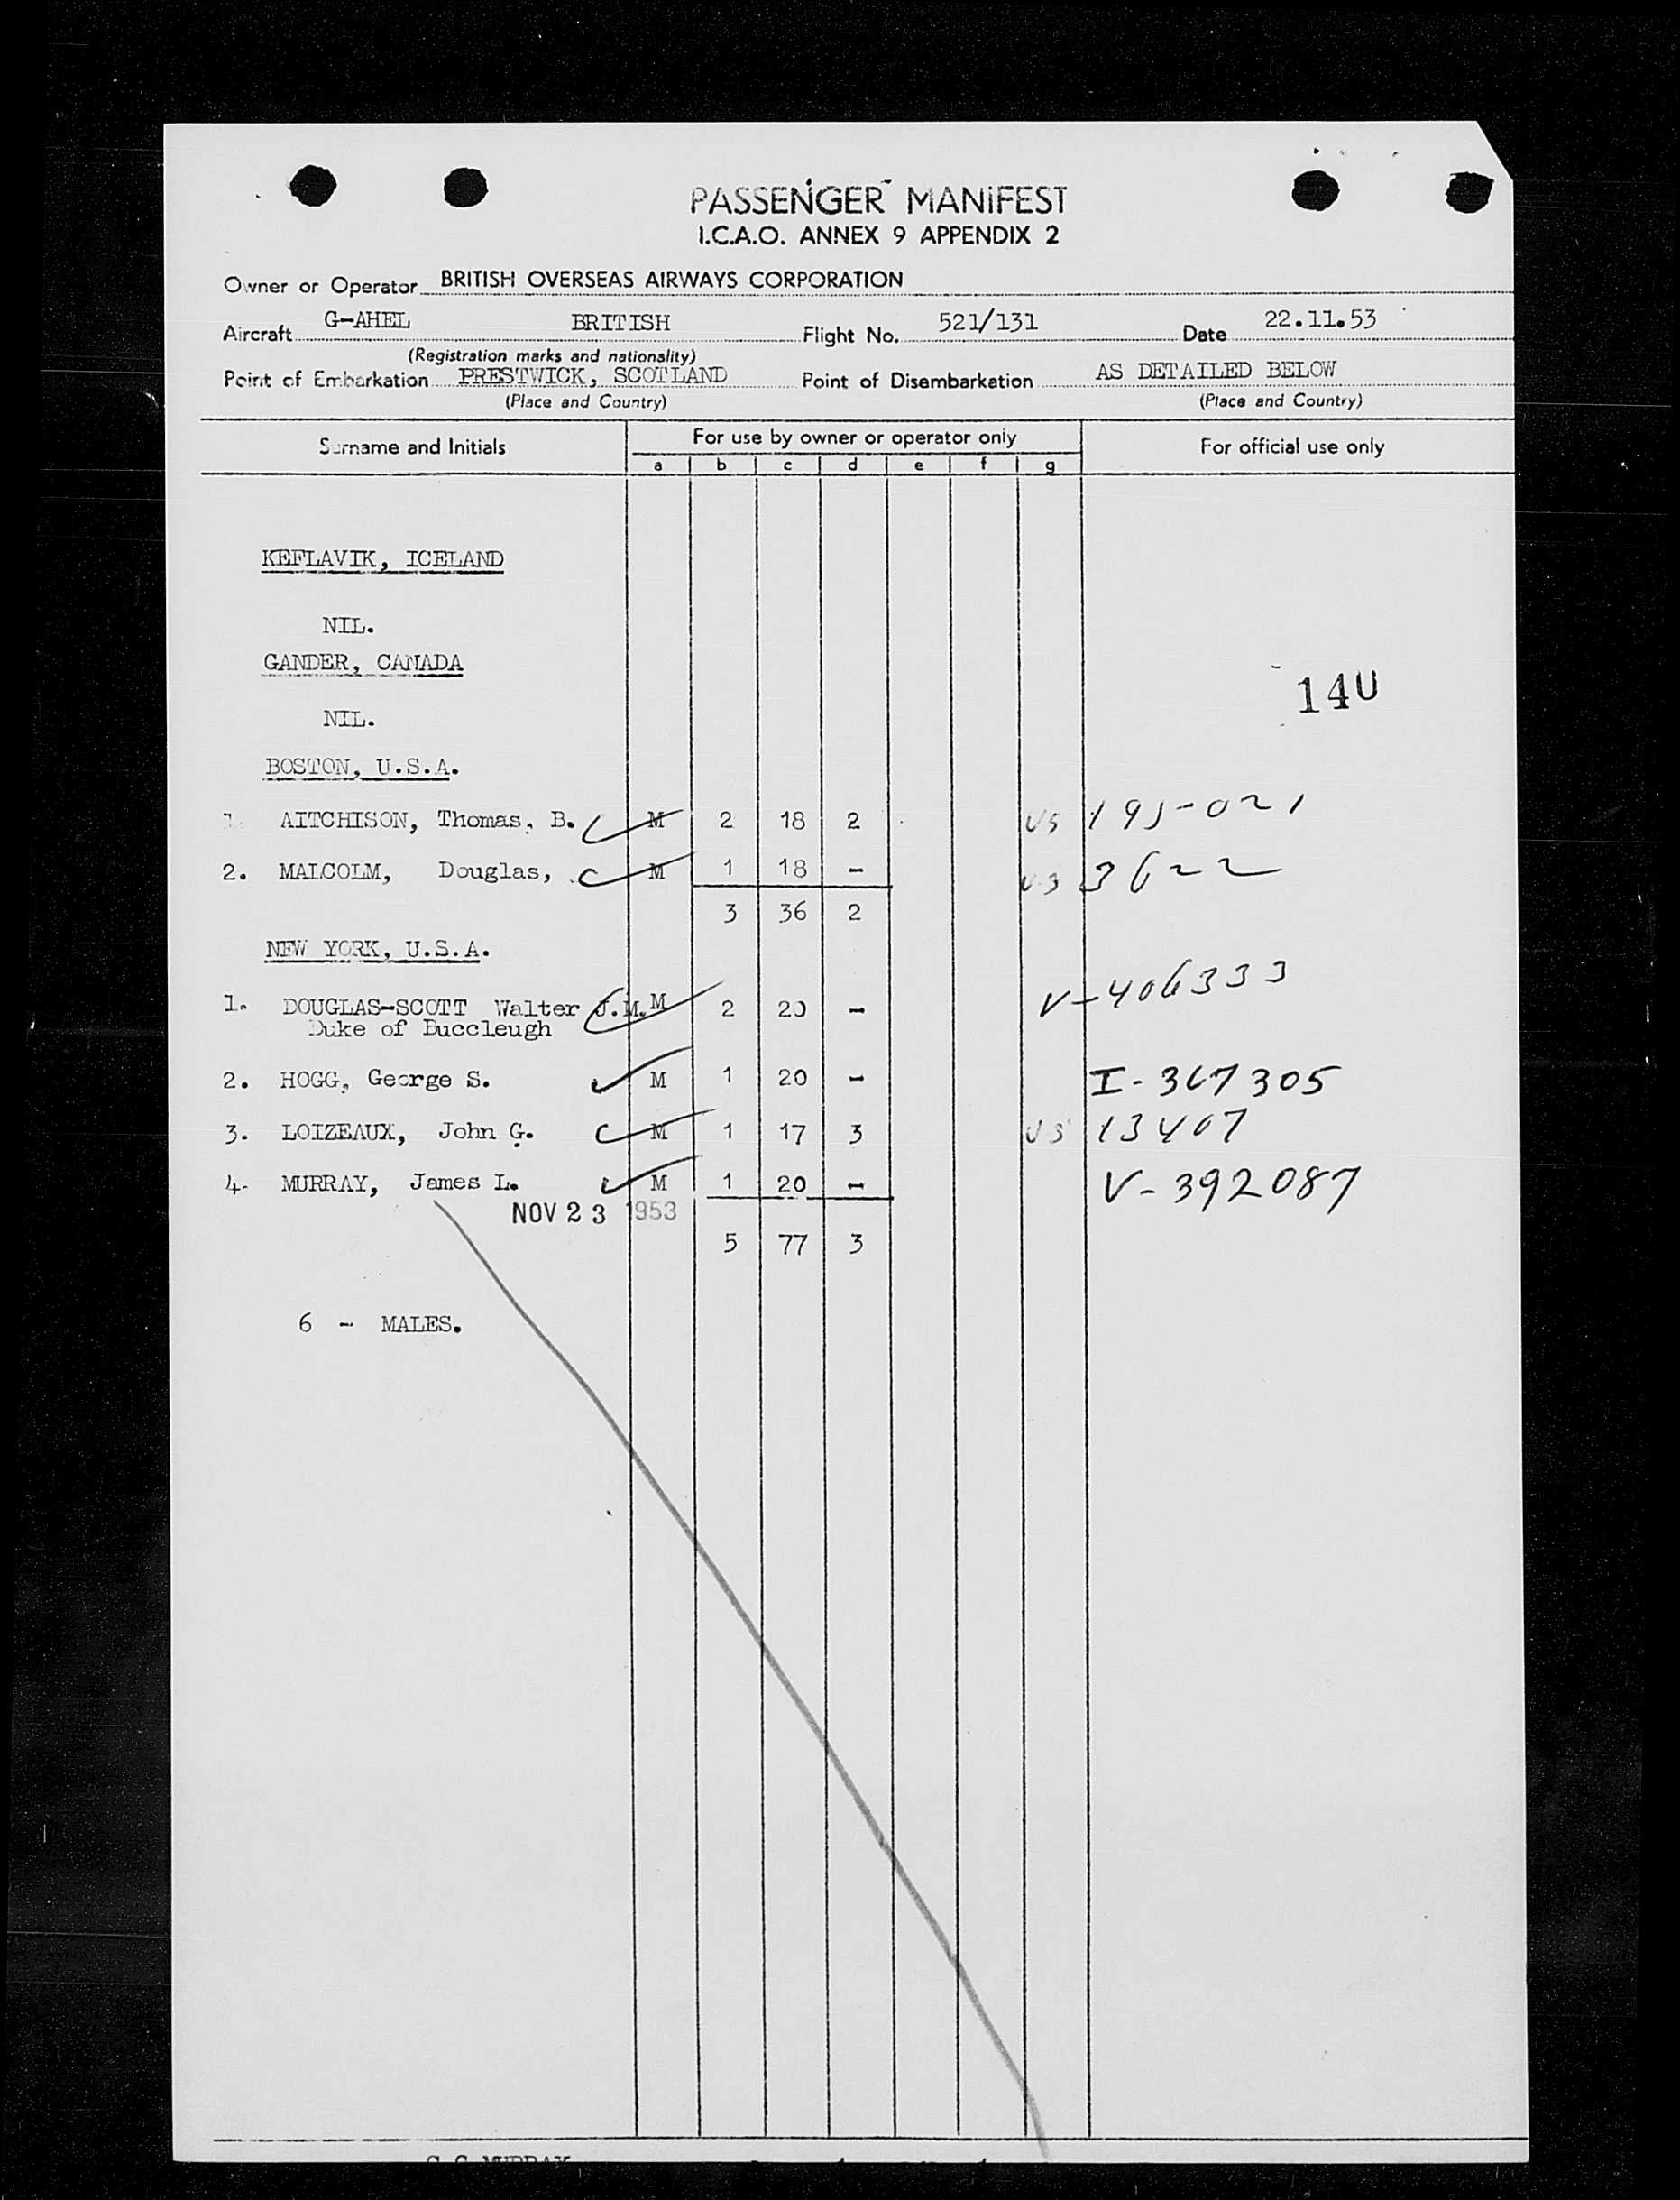 PASSENGER MANIFEST
I.C.A.O. ANNEX 9 APPENDIX 2
Owner or Operator BRITISH OVERSEAS AIRWAYS CORPORATION
Aircraft G-AHEL BRITISH Flight No. 521/131 Date 22.11.53
(Registration marks and nationality)
Point of Embarkation PRESTWICK, SCOTLAND Point of Disembarkation AS DETAILED BELOW
(Place and Country) (Place and Country)
Surname and Initials For use by owner or operator only For official use only
a b c d e f g
KEFLAVIK, ICELAND
NIL.
GANDER, CANADA
140
NIL.
BOSTON, U.S.A.
1. AITCHISON, Thomas, B. M 2 18 2 US 195-021
2. MALCOLM, Douglas, M 1 18 - US 3622
3 36 2
NEW YORK, U.S.A.
1. DOUGLAS-SCOTT Walter J.M. M 2 20 - V-406333
Duke of Buccleugh
2. HOGG, George S. M 1 20 - I-367305
3. LOIZEAUX, John G. M 1 17 3 US 13407
4. MURRAY, James L. M 1 20 - V-392087
NOV 23 1953
5 77 3
6 - MALES.